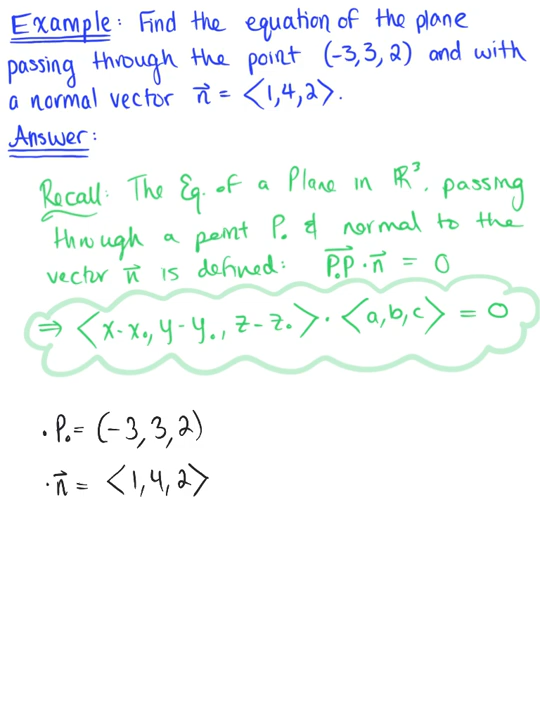 Example: Find the equation of the plane
passing through the point (-3,3,2) and with
a normal vector n⃗ = <1,4,2>.
Answer:
Recall: The Eq. of a Plane in ℝ³, passing
through a point P₀ & normal to the
vector n⃗ is defined: P₀P⃗ · n⃗ = 0
⇒ <x-x₀, y-y₀, z-z₀> · <a,b,c> = 0
· P₀ = (-3,3,2)
· n⃗ = <1,4,2>